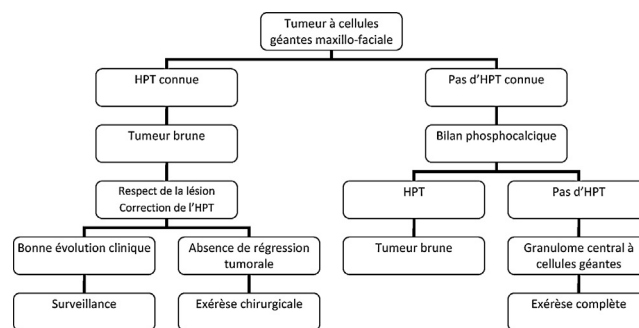 Tumeur à cellules
géantes maxillo-faciale
HPT connue
Pas d'HPT connue
Tumeur brune
Bilan phosphocalcique
Respect de la lésion
Correction de l'HPT
HPT
Pas d'HPT
Bonne évolution clinique
Absence de régression
tumorale
Tumeur brune
Granulome central à
cellules géantes
Surveillance
Exérèse chirurgicale
Exérèse complète